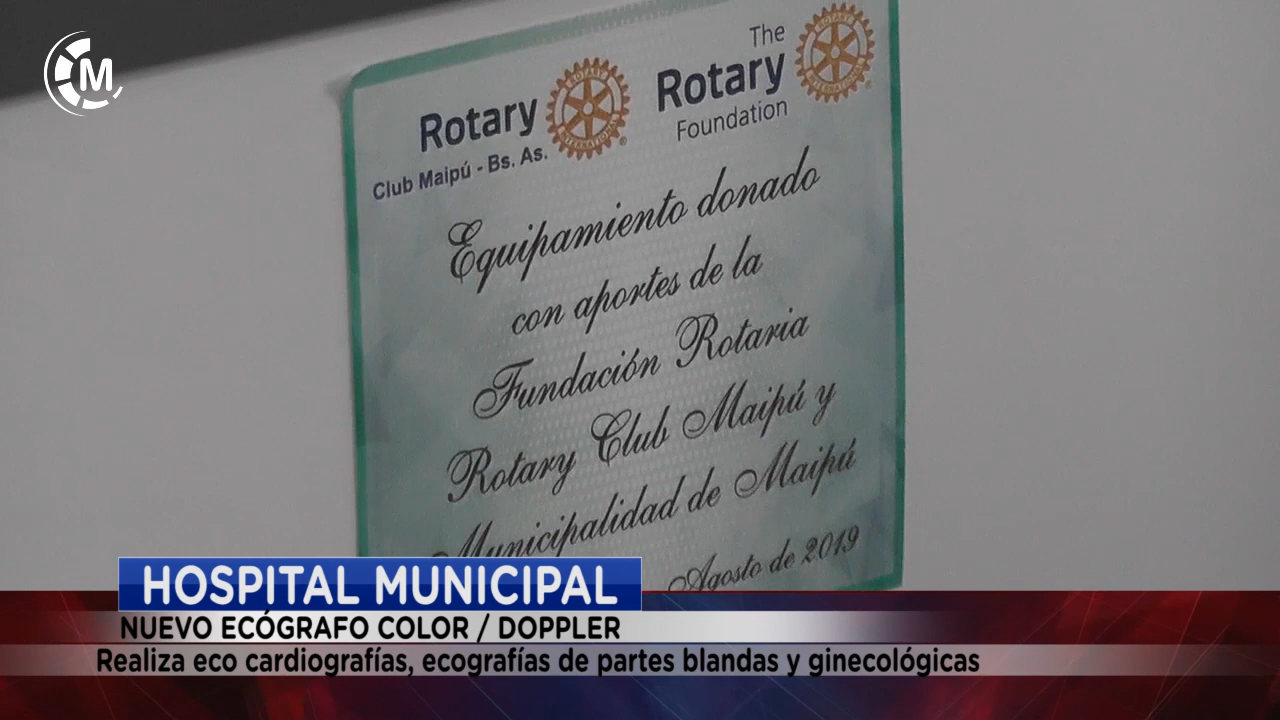 M
Rotary
Club Maipú - Bs. As.
The
Rotary
Foundation
Equipamiento donado
con aportes de la
Fundación Rotaria
Rotary Club Maipú y
Municipalidad de Maipú
Agosto de 2019
HOSPITAL MUNICIPAL
NUEVO ECÓGRAFO COLOR / DOPPLER
Realiza eco cardiografías, ecografías de partes blandas y ginecológicas